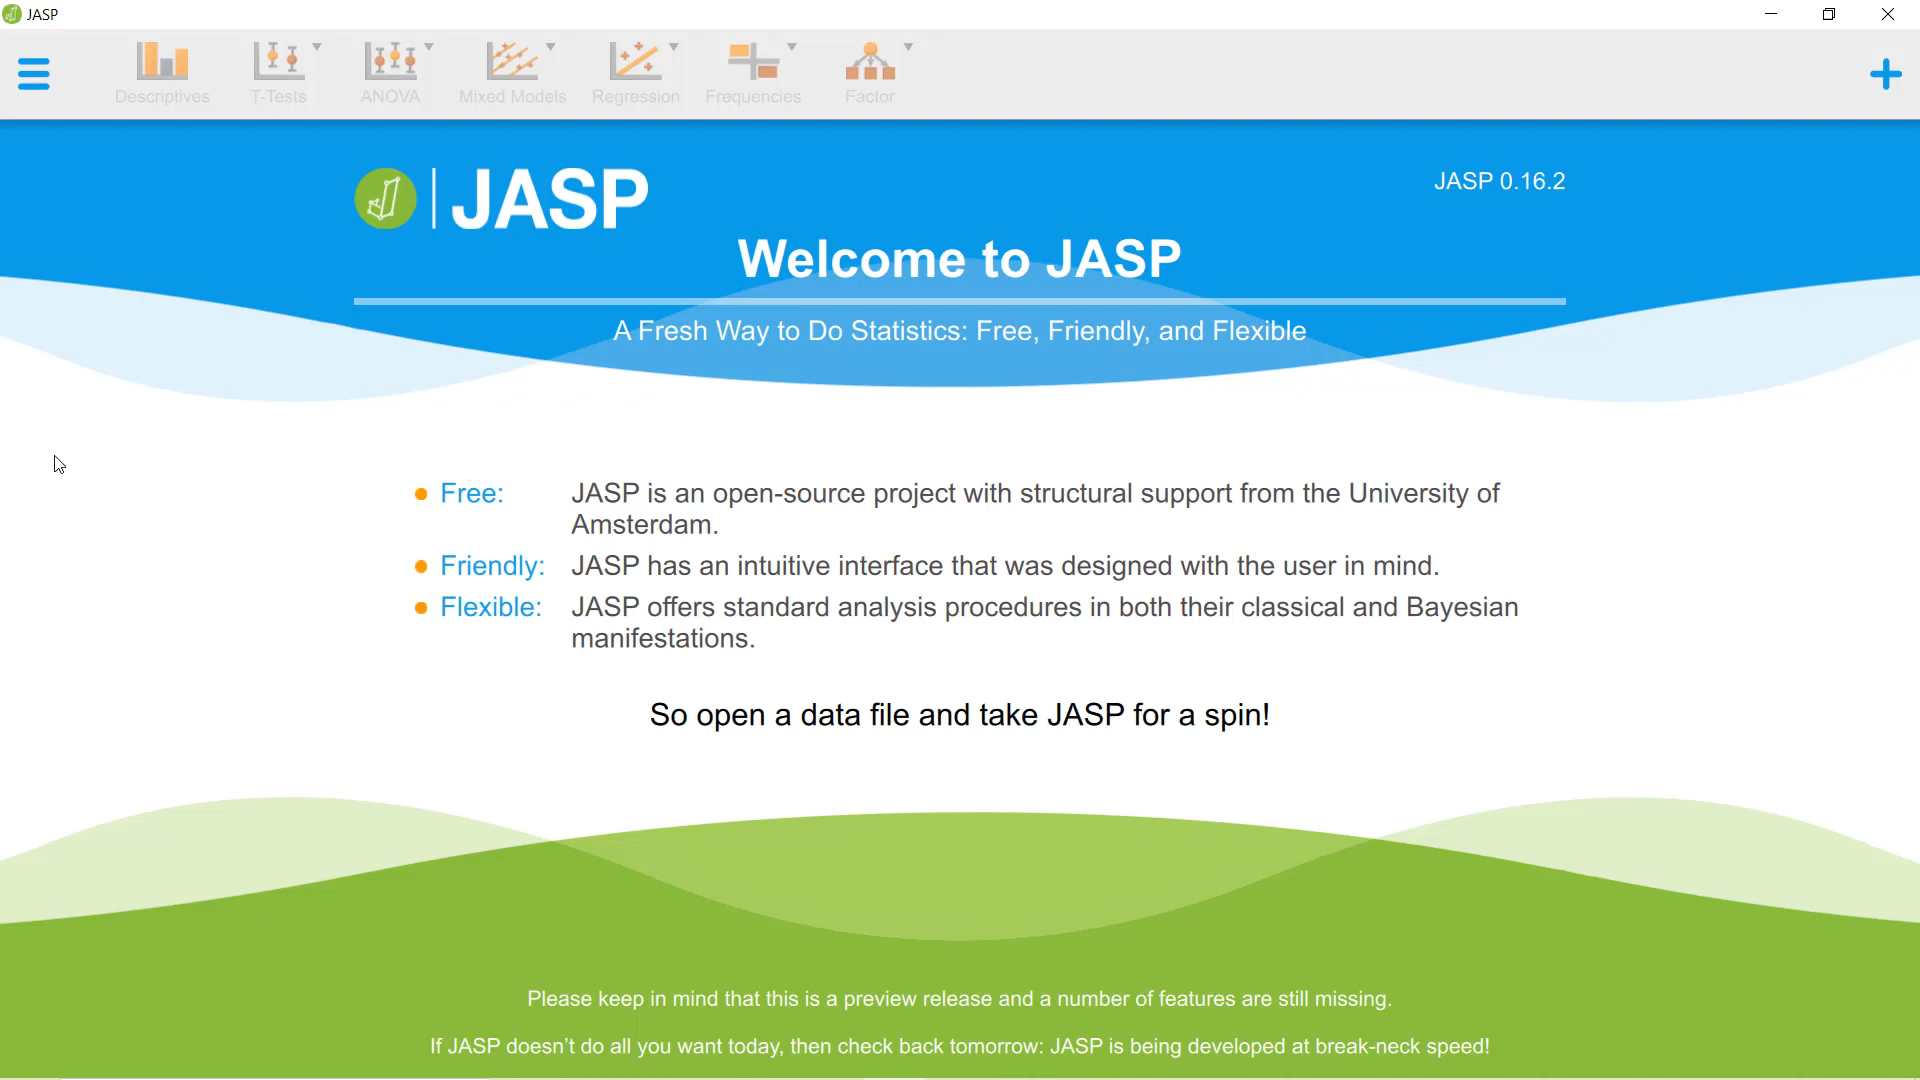 JASP
Descriptives
T-Tests
ANOVA
Mixed Models
Regression
Frequencies
Factor
JASP
JASP 0.16.2
Welcome to JASP
A Fresh Way to Do Statistics: Free, Friendly, and Flexible
Free: JASP is an open-source project with structural support from the University of
Amsterdam.
Friendly: JASP has an intuitive interface that was designed with the user in mind.
Flexible: JASP offers standard analysis procedures in both their classical and Bayesian
manifestations.
So open a data file and take JASP for a spin!
Please keep in mind that this is a preview release and a number of features are still missing.
If JASP doesn't do all you want today, then check back tomorrow: JASP is being developed at break-neck speed!